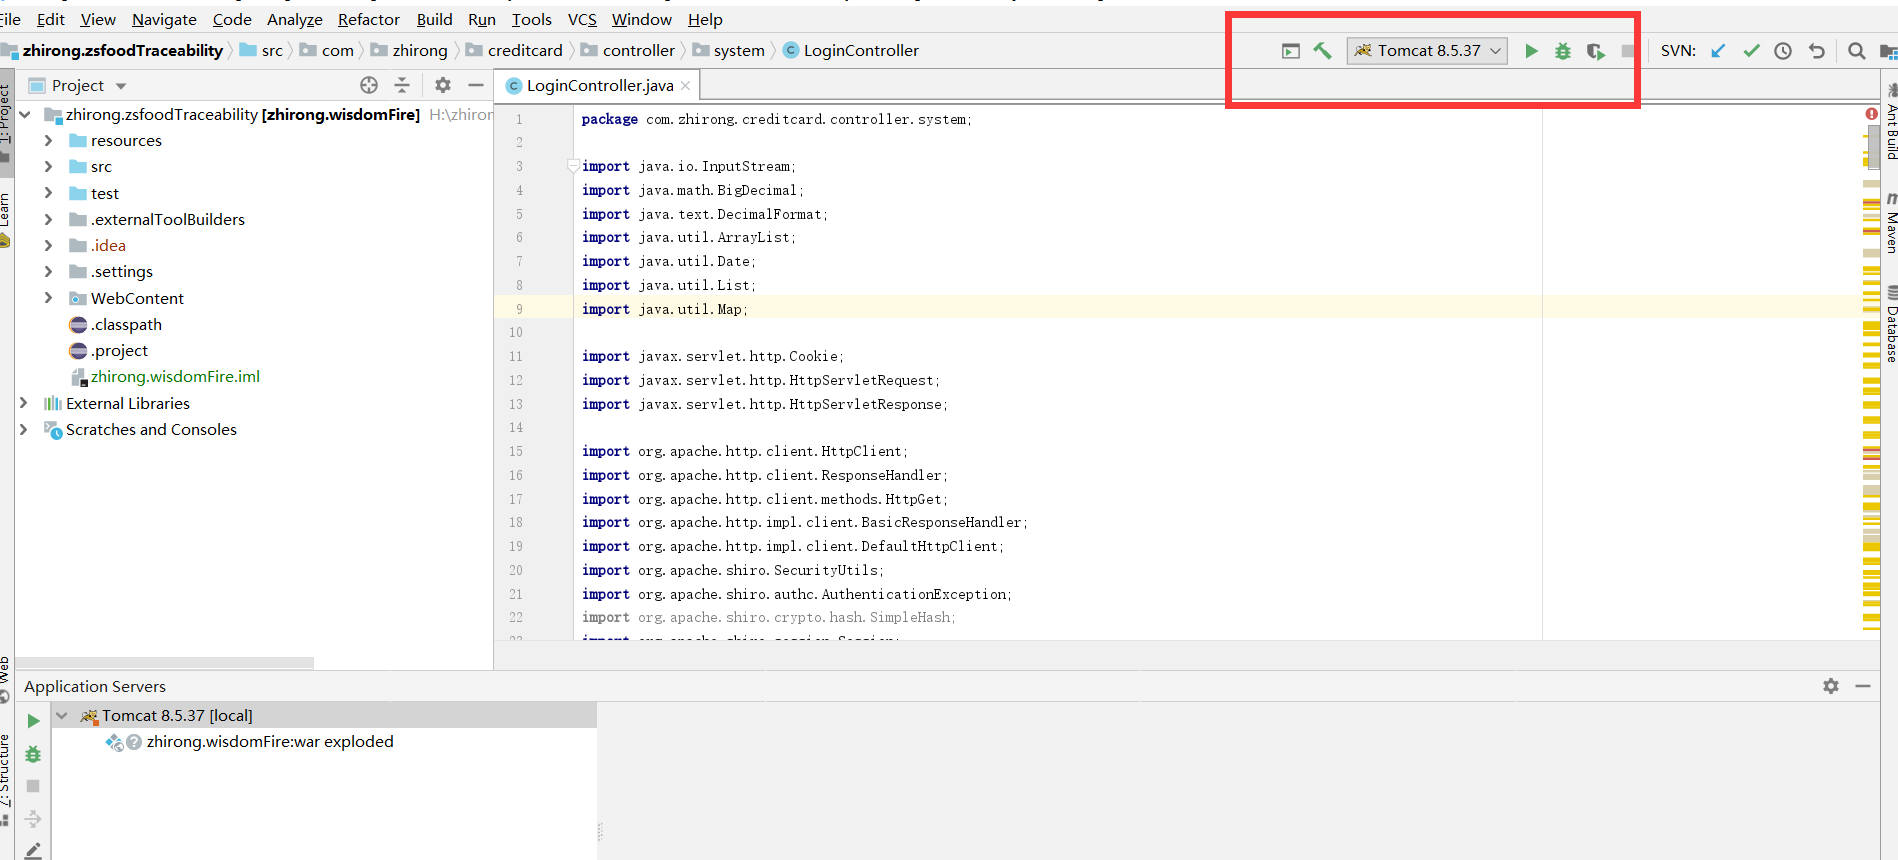 File Edit View Navigate Code Analyze Refactor Build Run Tools VCS Window Help
zhirong.zsfoodTraceability src com zhirong creditcard controller system LoginController
Tomcat 8.5.37
SVN:
Project
LoginController.java
1: Project
Learn
Web
7: Structure
zhirong.zsfoodTraceability [zhirong.wisdomFire] H:\zhiron
resources
src
test
.externalToolBuilders
.idea
.settings
WebContent
.classpath
.project
zhirong.wisdomFire.iml
External Libraries
Scratches and Consoles
1 package com.zhirong.creditcard.controller.system;
2
3 import java.io.InputStream;
4 import java.math.BigDecimal;
5 import java.text.DecimalFormat;
6 import java.util.ArrayList;
7 import java.util.Date;
8 import java.util.List;
9 import java.util.Map;
10
11 import javax.servlet.http.Cookie;
12 import javax.servlet.http.HttpServletRequest;
13 import javax.servlet.http.HttpServletResponse;
14
15 import org.apache.http.client.HttpClient;
16 import org.apache.http.client.ResponseHandler;
17 import org.apache.http.client.methods.HttpGet;
18 import org.apache.http.impl.client.BasicResponseHandler;
19 import org.apache.http.impl.client.DefaultHttpClient;
20 import org.apache.shiro.SecurityUtils;
21 import org.apache.shiro.authc.AuthenticationException;
22 import org.apache.shiro.crypto.hash.SimpleHash;
23 import org.apache.shiro.session.Session;
Ant Build
Maven
Database
Application Servers
Tomcat 8.5.37 [local]
zhirong.wisdomFire:war exploded